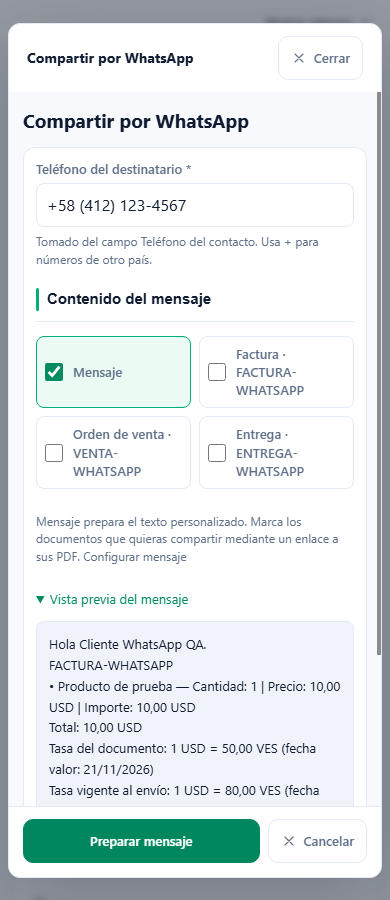 Compartir por WhatsApp
Cerrar
Compartir por WhatsApp
Teléfono del destinatario *
+58 (412) 123-4567
Tomado del campo Teléfono del contacto. Usa + para
números de otro país.
Contenido del mensaje
Mensaje
Factura ·
FACTURA-
WHATSAPP
Orden de venta ·
VENTA-
WHATSAPP
Entrega ·
ENTREGA-
WHATSAPP
Mensaje prepara el texto personalizado. Marca los
documentos que quieras compartir mediante un enlace a
sus PDF. Configurar mensaje
▼ Vista previa del mensaje
Hola Cliente WhatsApp QA.
FACTURA-WHATSAPP
• Producto de prueba — Cantidad: 1 | Precio: 10,00
USD | Importe: 10,00 USD
Total: 10,00 USD
Tasa del documento: 1 USD = 50,00 VES (fecha
valor: 21/11/2026)
Tasa vigente al envío: 1 USD = 80,00 VES (fecha
Preparar mensaje
Cancelar